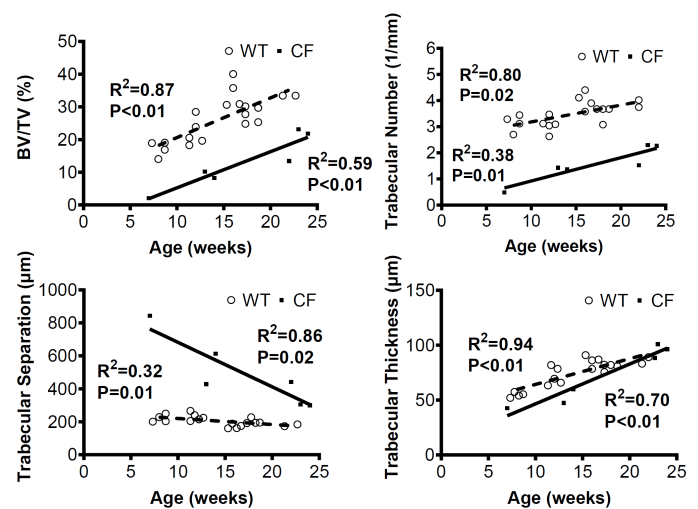 BV/TV (%)
50
40
30
20
10
0
WT CF
R²=0.87
P<0.01
R²=0.59
P<0.01
0 5 10 15 20 25
Age (weeks)
Trabecular Number (1/mm)
6
5
4
3
2
1
0
WT CF
R²=0.80
P=0.02
R²=0.38
P=0.01
0 5 10 15 20 25
Age (weeks)
Trabecular Separation (µm)
1000
800
600
400
200
0
WT CF
R²=0.86
P=0.02
R²=0.32
P=0.01
0 5 10 15 20 25
Age (weeks)
Trabecular Thickness (µm)
150
100
50
0
WT CF
R²=0.94
P<0.01
R²=0.70
P<0.01
0 5 10 15 20 25
Age (weeks)